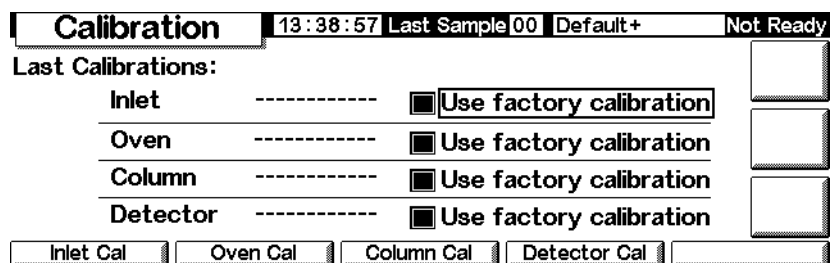 Calibration 13:38:57 Last Sample 00 Default+ Not Ready
Last Calibrations:
Inlet ------------ Use factory calibration
Oven ------------ Use factory calibration
Column ------------ Use factory calibration
Detector ------------ Use factory calibration
Inlet Cal Oven Cal Column Cal Detector Cal